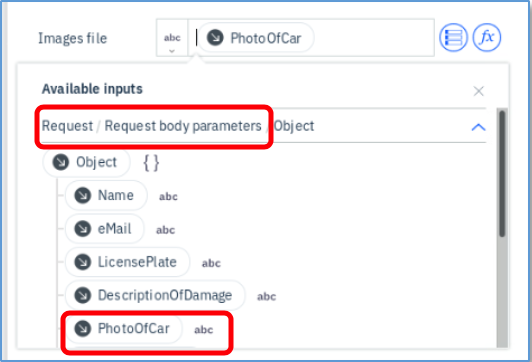 Images file abc PhotoOfCar fx
Available inputs
Request / Request body parameters / Object
Object { }
Name abc
eMail abc
LicensePlate abc
DescriptionOfDamage abc
PhotoOfCar abc